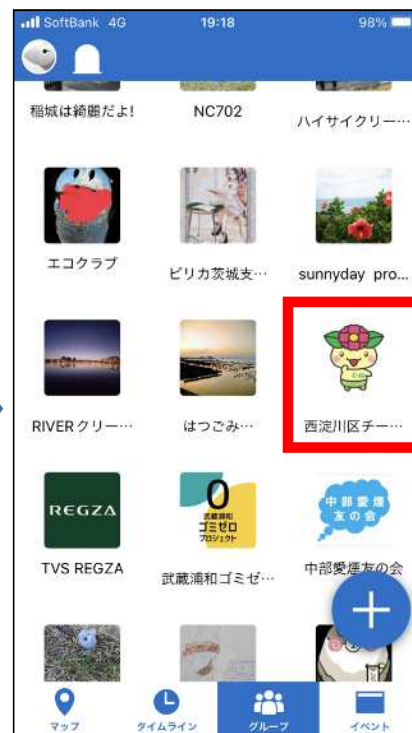 SoftBank 4G 19:18 98%
稲城は綺麗だよ! NC702 ハイサイクリー…
エコクラブ ピリカ茨城支… sunnyday pro...
RIVERクリー… はつごみ… 西淀川区チー…
REGZA
0
武蔵浦和
ゴミゼロ
プロジェクト
中部愛煙
友の会
TVS REGZA 武蔵浦和ゴミゼ… 中部愛煙友の会
マップ タイムライン グループ イベント